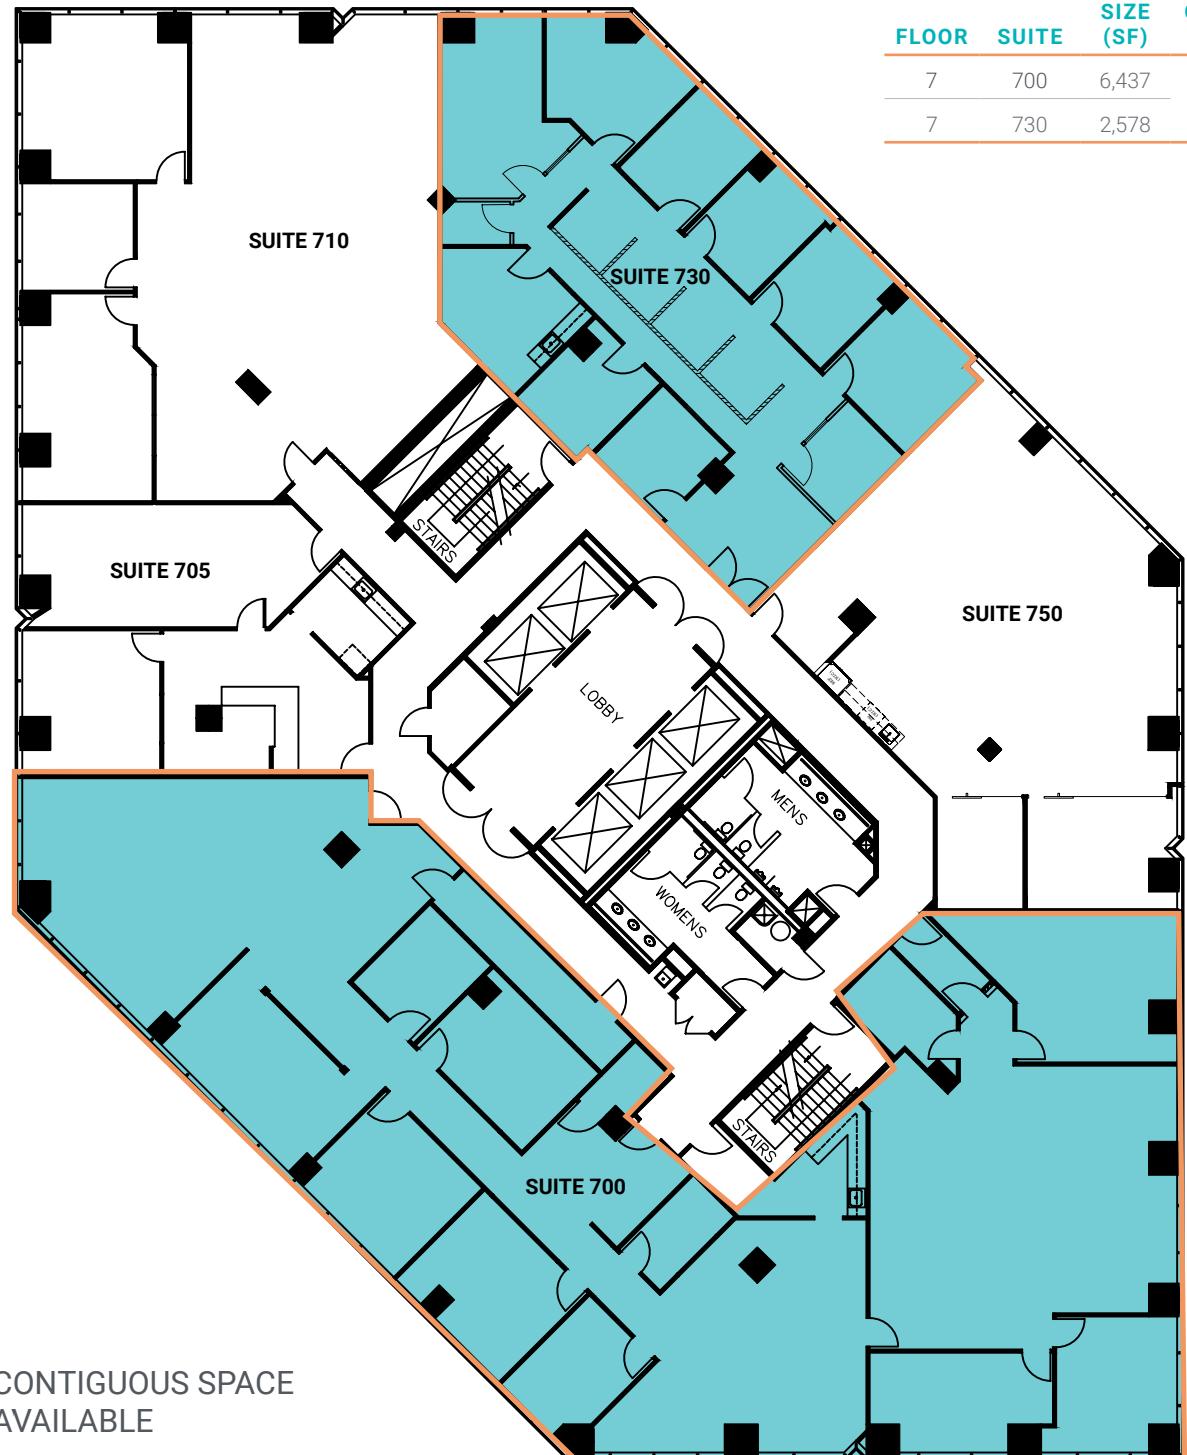 FLOOR SUITE SIZE (SF)
7 700 6,437
7 730 2,578
SUITE 710
SUITE 730
STAIRS
SUITE 705
SUITE 750
LOBBY
MENS
WOMENS
STAIRS
SUITE 700
CONTIGUOUS SPACE
AVAILABLE